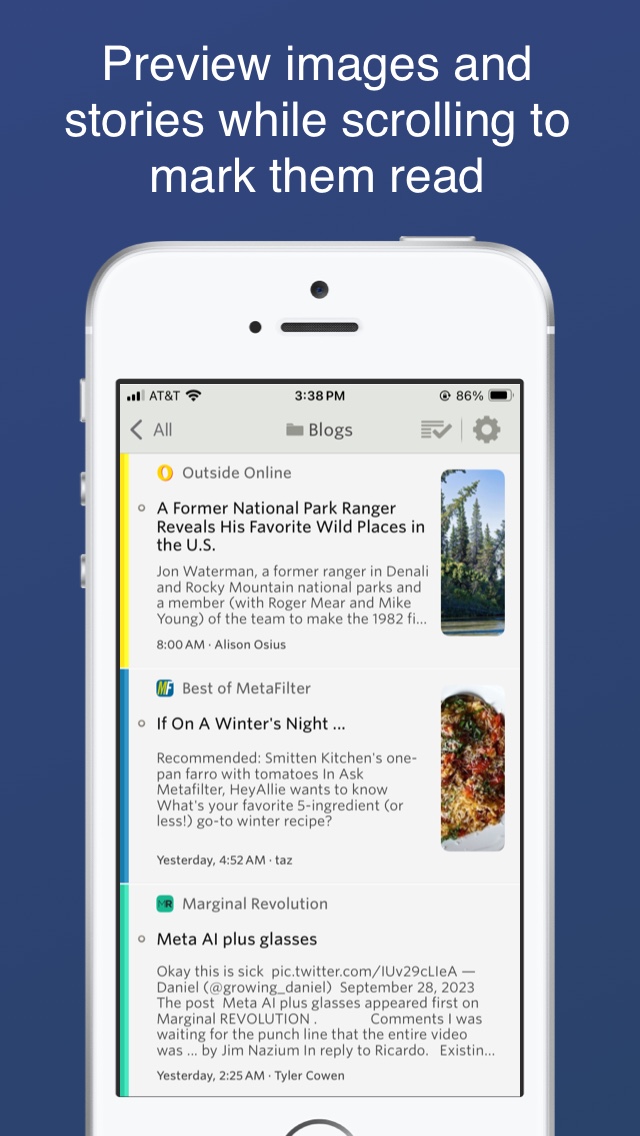 Preview images and
stories while scrolling to
mark them read
AT&T
3:38 PM
86%
All
Blogs
Outside Online
A Former National Park Ranger
Reveals His Favorite Wild Places in
the U.S.
Jon Waterman, a former ranger in Denali
and Rocky Mountain national parks and
a member (with Roger Mear and Mike
Young) of the team to make the 1982 fi...
8:00 AM · Alison Osius
MF
Best of MetaFilter
If On A Winter's Night ...
Recommended: Smitten Kitchen's one-
pan farro with tomatoes In Ask
Metafilter, HeyAllie wants to know
What's your favorite 5-ingredient (or
less!) go-to winter recipe?
Yesterday, 4:52 AM · taz
MR
Marginal Revolution
Meta AI plus glasses
Okay this is sick pic.twitter.com/IUv29cLIeA —
Daniel (@growing_daniel) September 28, 2023
The post Meta AI plus glasses appeared first on
Marginal REVOLUTION . Comments I was
waiting for the punch line that the entire video
was ... by Jim Nazium In reply to Ricardo. Existin...
Yesterday, 2:25 AM · Tyler Cowen